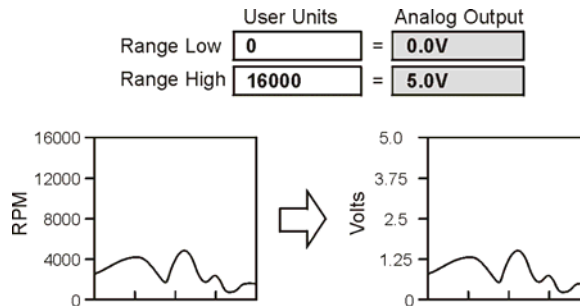 User Units Analog Output
Range Low 0 = 0.0V
Range High 16000 = 5.0V
16000
12000
8000
4000
0
RPM
5.0
3.75
2.5
1.25
0
Volts